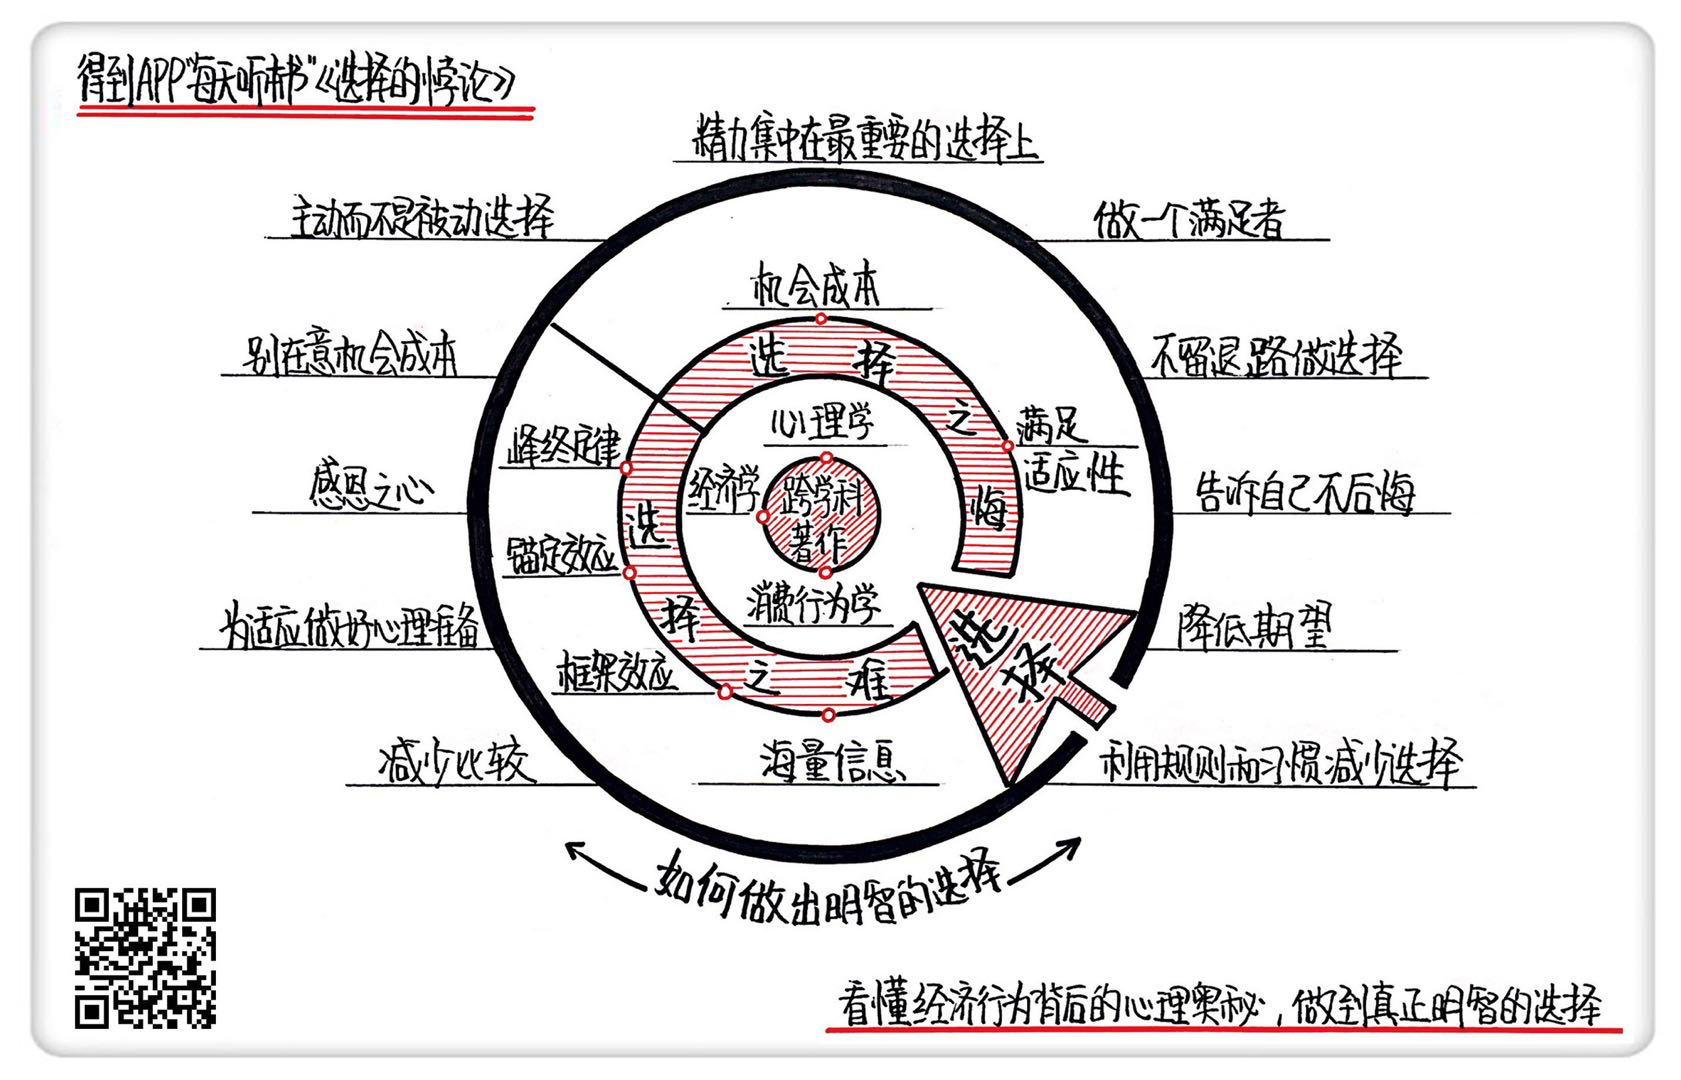 得到APP“每天听本书”《选择的悖论》
精力集中在最重要的选择上
主动而不是被动选择
做一个满足者
机会成本
别在意机会成本
不留退路做选择
选择之悔
心理学
满足
适应性
峰终定律
经济学
跨学科
著作
感恩之心
告诉自己不后悔
锚定效应
消费行为学
选择之难
选择
为适应做好心理准备
降低期望
框架效应
减少比较
海量信息
利用规则和习惯减少选择
如何做出明智的选择
看懂经济行为背后的心理奥秘，做到真正明智的选择